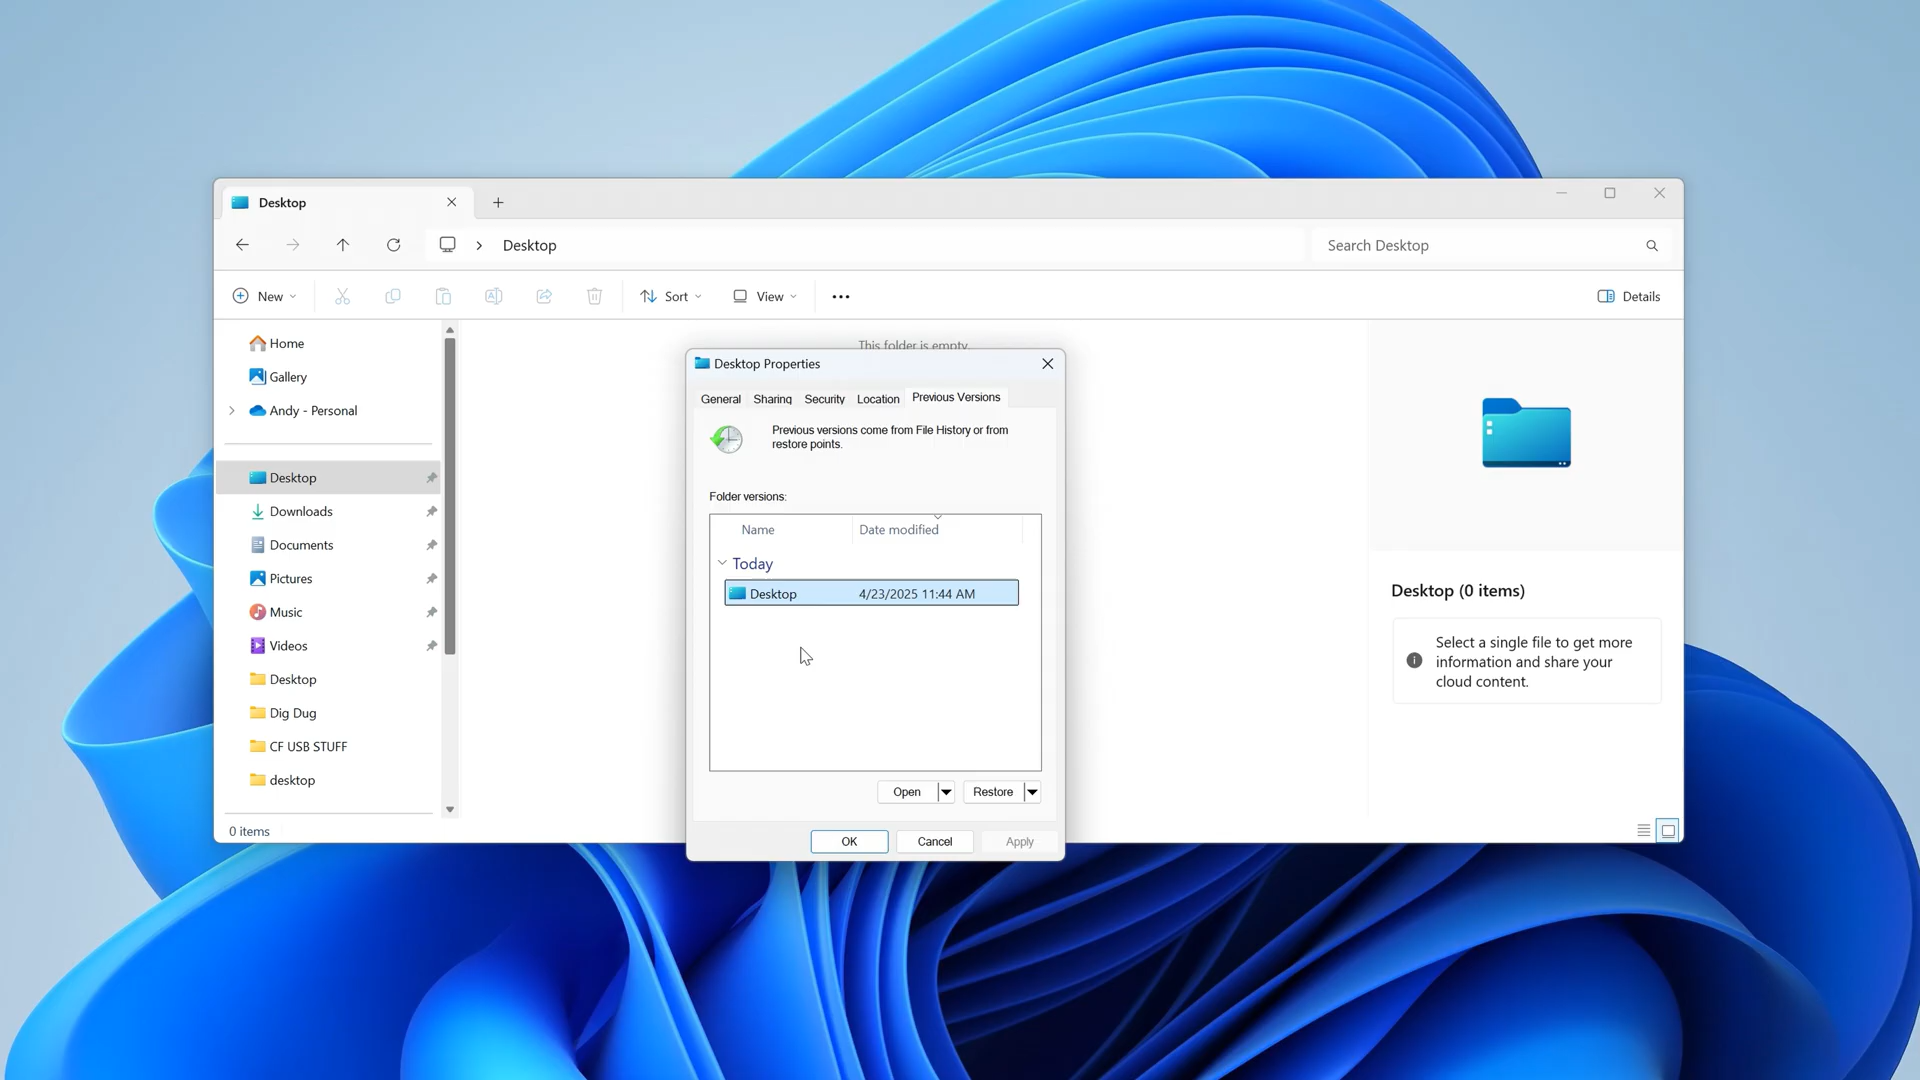 Desktop
Desktop
Search Desktop
New
Sort
View
Details
Home
Gallery
Andy - Personal
Desktop
Downloads
Documents
Pictures
Music
Videos
Desktop
Dig Dug
CF USB STUFF
desktop
0 items
This folder is empty.
Desktop Properties
General
Sharing
Security
Location
Previous Versions
Previous versions come from File History or from
restore points.
Folder versions:
Name
Date modified
Today
Desktop
4/23/2025 11:44 AM
Open
Restore
OK
Cancel
Apply
Desktop (0 items)
Select a single file to get more
information and share your
cloud content.